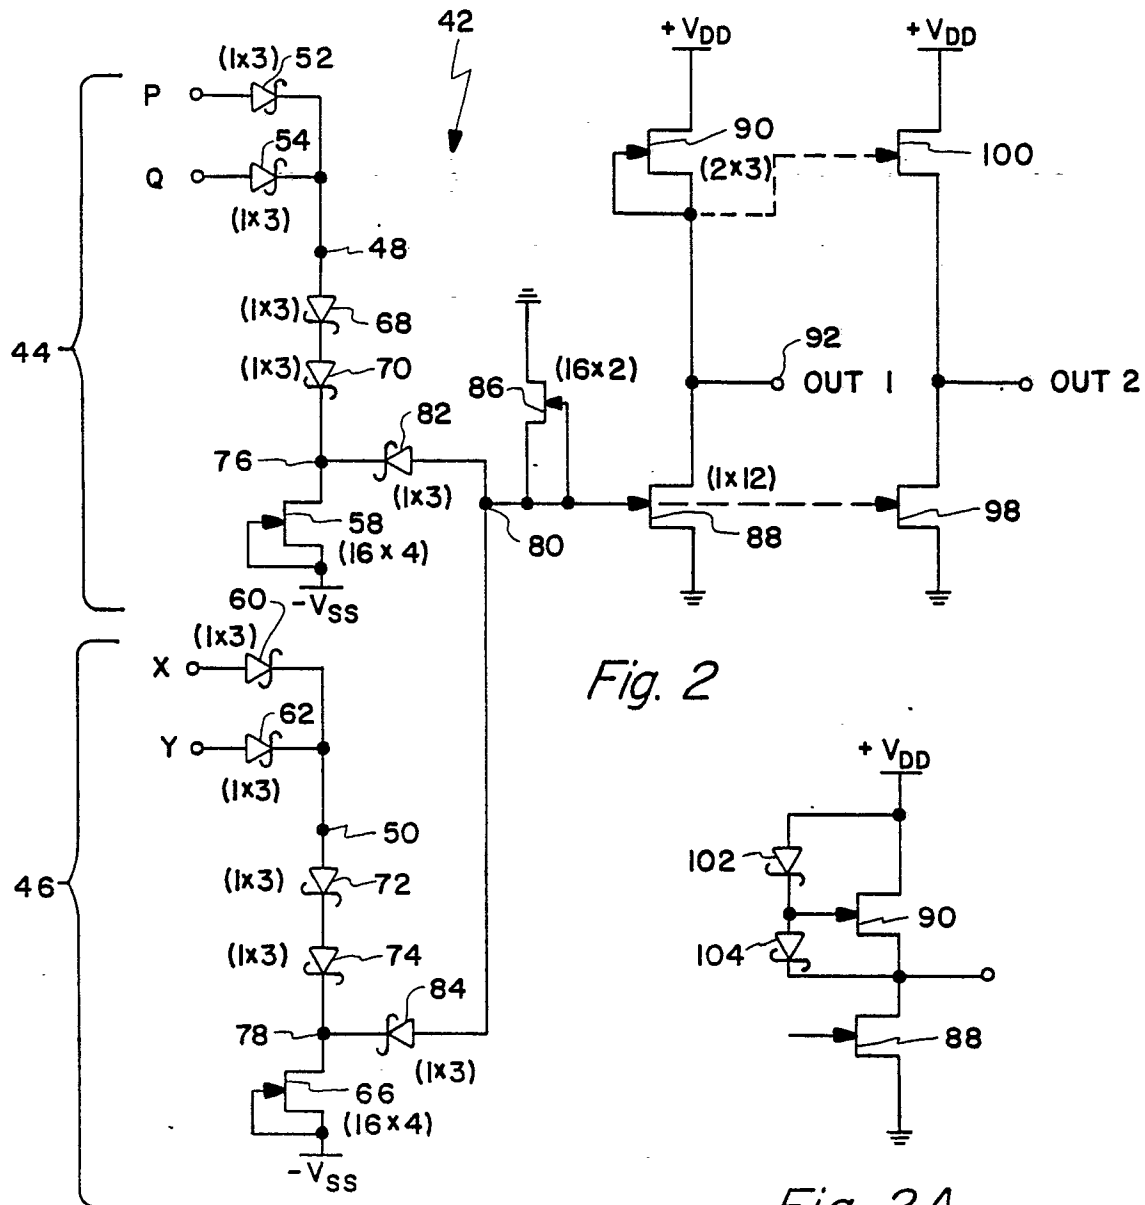 42
+VDD
+VDD
(1x3)
52
P
54
Q
(1x3)
90
(2x3)
100
48
(1x3)
68
44
(1x3)
70
92
OUT 1
OUT 2
(16x2)
86
82
76
(1x3)
(1x12)
58
(16x4)
80
88
98
-VSS
60
(1x3)
X
62
Y
(1x3)
Fig. 2
50
+ VDD
46
(1x3)
72
102
90
(1x3)
74
104
84
78
(1x3)
88
66
(16x4)
-VSS